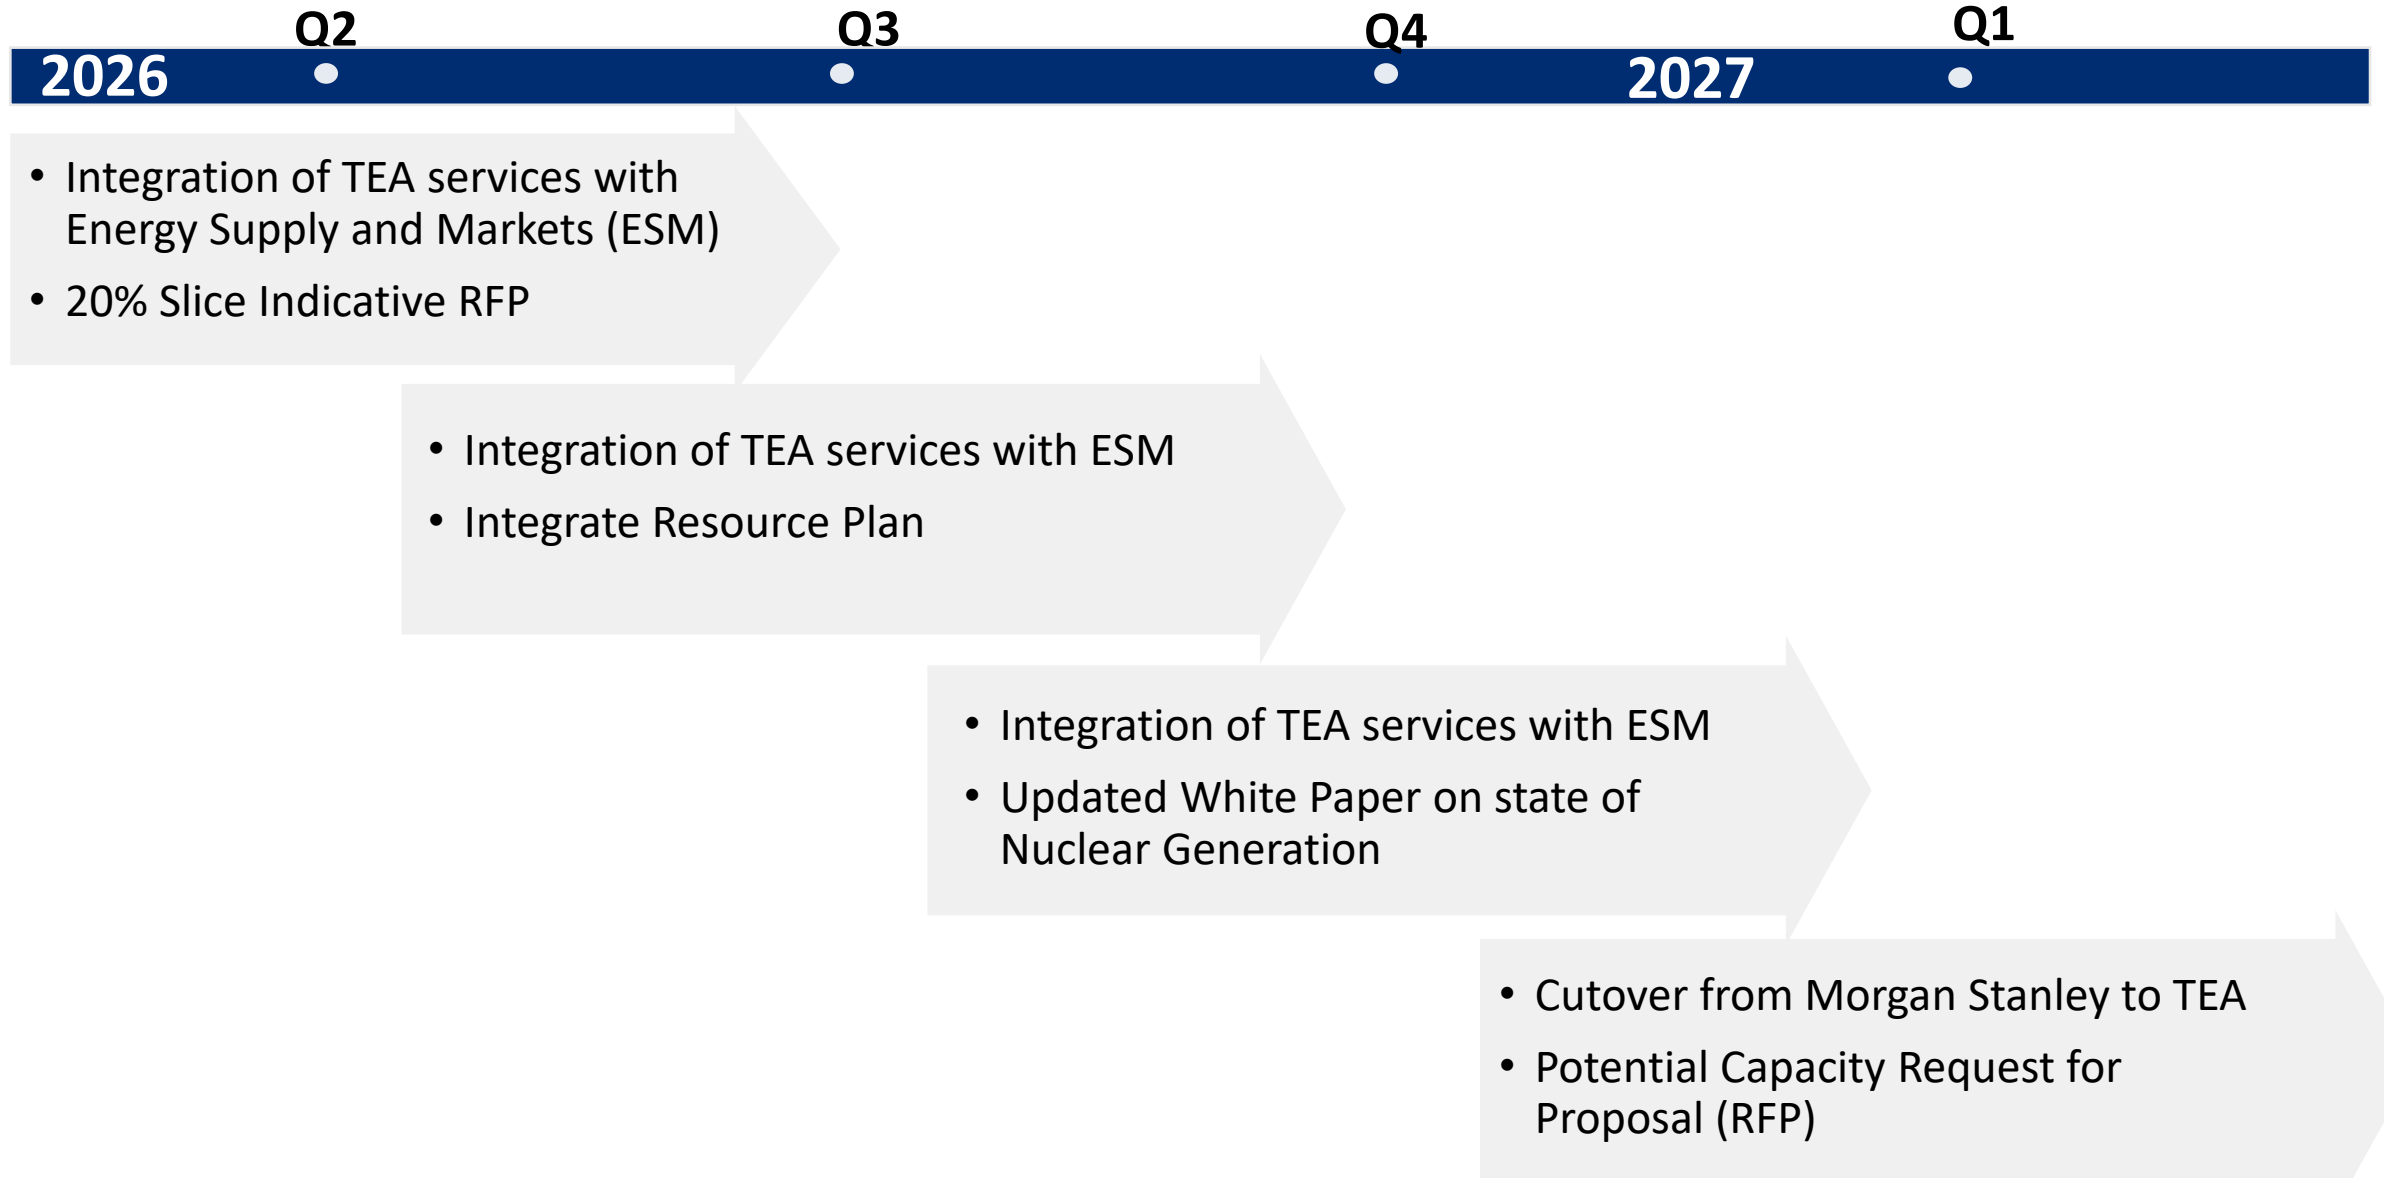 Q2 Q3 Q4 Q1
2026 2027
• Integration of TEA services with
Energy Supply and Markets (ESM)
• 20% Slice Indicative RFP
• Integration of TEA services with ESM
• Integrate Resource Plan
• Integration of TEA services with ESM
• Updated White Paper on state of
Nuclear Generation
• Cutover from Morgan Stanley to TEA
• Potential Capacity Request for
Proposal (RFP)